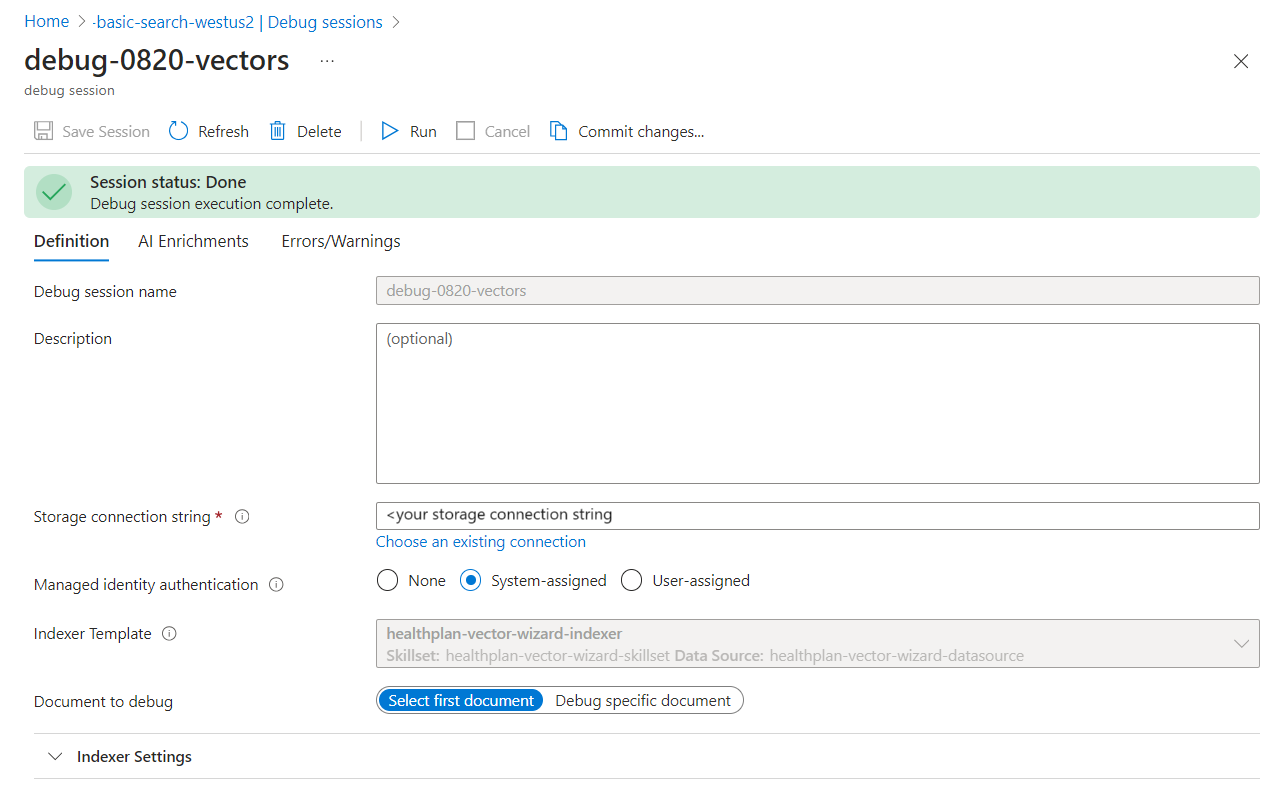 Home > -basic-search-westus2 | Debug sessions >
debug-0820-vectors ...
debug session
Save Session Refresh Delete | Run Cancel Commit changes...
Session status: Done
Debug session execution complete.
Definition AI Enrichments Errors/Warnings
Debug session name debug-0820-vectors
Description (optional)
Storage connection string * <your storage connection string
Choose an existing connection
Managed identity authentication None System-assigned User-assigned
Indexer Template healthplan-vector-wizard-indexer
Skillset: healthplan-vector-wizard-skillset Data Source: healthplan-vector-wizard-datasource
Document to debug Select first document Debug specific document
Indexer Settings